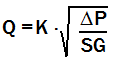 Q = K · √(ΔP / SG)